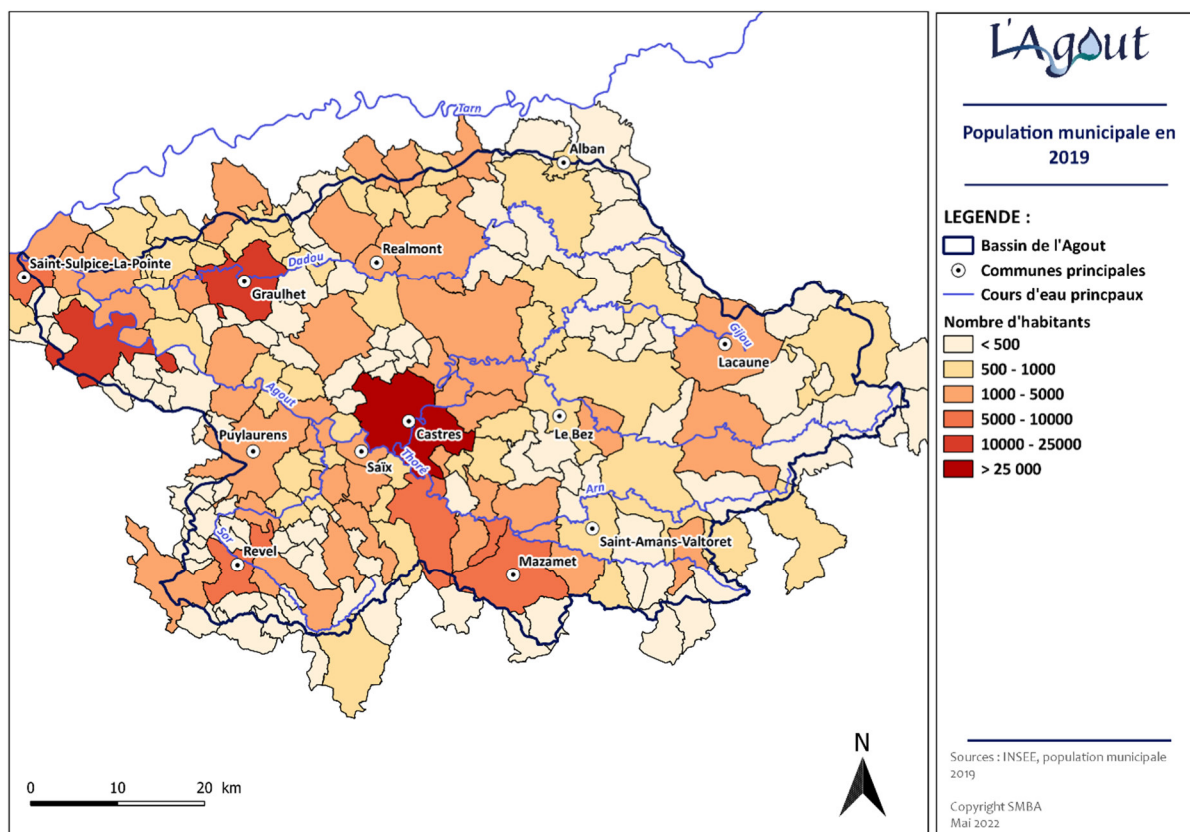 Tarn
Alban
Realmont
Saint-Sulpice-La-Pointe
Dadou
Graulhet
Gijou
Lacaune
Agout
Le Bez
Castres
Puylaurens
Saïx
Thoré
Arn
Saint-Amans-Valtoret
Sor
Revel
Mazamet
N
0 10 20 km
L'Agout
Population municipale en
2019
LEGENDE :
Bassin de l'Agout
Communes principales
Cours d'eau princpaux
Nombre d'habitants
< 500
500 - 1000
1000 - 5000
5000 - 10000
10000 - 25000
> 25 000
Sources : INSEE, population municipale
2019
Copyright SMBA
Mai 2022